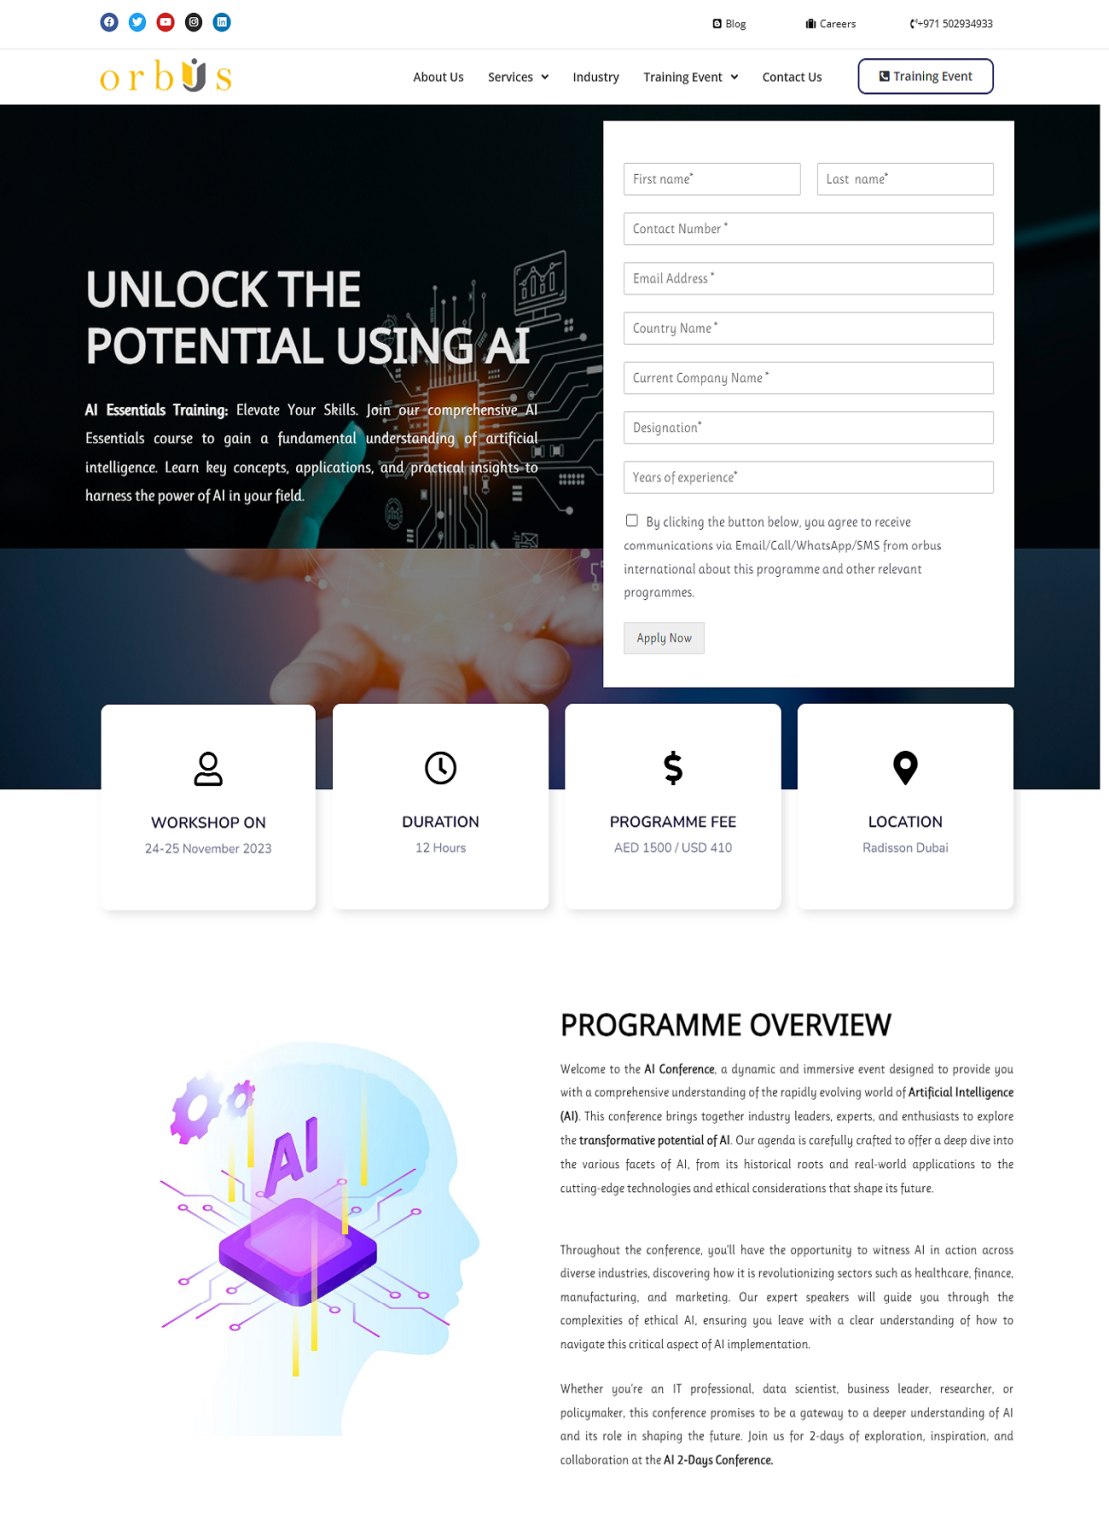 Blog
Careers
+971 502934933
orbus
About Us
Services
Industry
Training Event
Contact Us
Training Event
UNLOCK THE
POTENTIAL USING AI
AI Essentials Training: Elevate Your Skills. Join our comprehensive AI
Essentials course to gain a fundamental understanding of artificial
intelligence. Learn key concepts, applications, and practical insights to
harness the power of AI in your field.
AI
First name*
Last name*
Contact Number *
Email Address *
Country Name *
Current Company Name *
Designation*
Years of experience*
By clicking the button below, you agree to receive
communications via Email/Call/WhatsApp/SMS from orbus
international about this programme and other relevant
programmes.
Apply Now
WORKSHOP ON
24-25 November 2023
DURATION
12 Hours
PROGRAMME FEE
AED 1500 / USD 410
LOCATION
Radisson Dubai
AI
PROGRAMME OVERVIEW
Welcome to the AI Conference, a dynamic and immersive event designed to provide you
with a comprehensive understanding of the rapidly evolving world of Artificial Intelligence
(AI). This conference brings together industry leaders, experts, and enthusiasts to explore
the transformative potential of AI. Our agenda is carefully crafted to offer a deep dive into
the various facets of AI, from its historical roots and real-world applications to the
cutting-edge technologies and ethical considerations that shape its future.
Throughout the conference, you'll have the opportunity to witness AI in action across
diverse industries, discovering how it is revolutionizing sectors such as healthcare, finance,
manufacturing, and marketing. Our expert speakers will guide you through the
complexities of ethical AI, ensuring you leave with a clear understanding of how to
navigate this critical aspect of AI implementation.
Whether you're an IT professional, data scientist, business leader, researcher, or
policymaker, this conference promises to be a gateway to a deeper understanding of AI
and its role in shaping the future. Join us for 2-days of exploration, inspiration, and
collaboration at the AI 2-Days Conference.